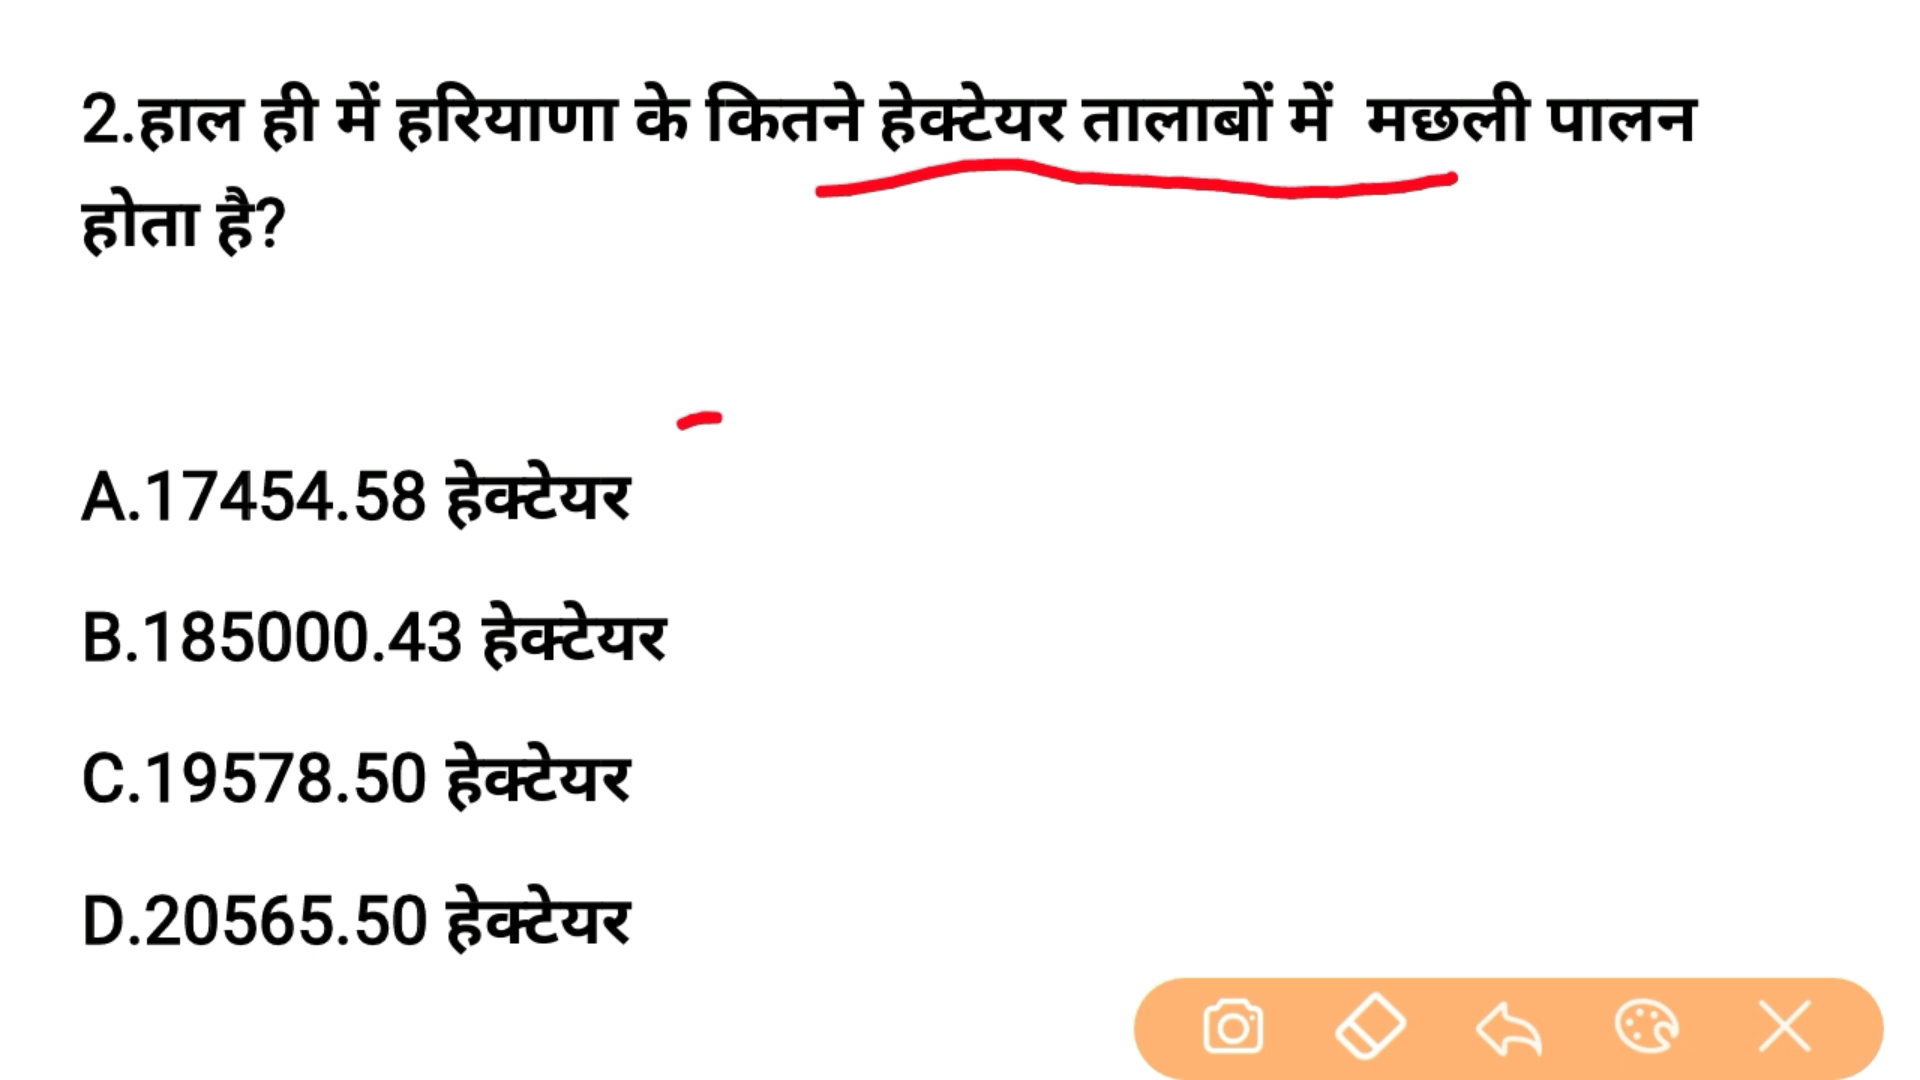 2.हाल ही में हरियाणा के कितने हेक्टेयर तालाबों में मछली पालन
होता है?
A.17454.58 हेक्टेयर
B.185000.43 हेक्टेयर
C.19578.50 हेक्टेयर
D.20565.50 हेक्टेयर